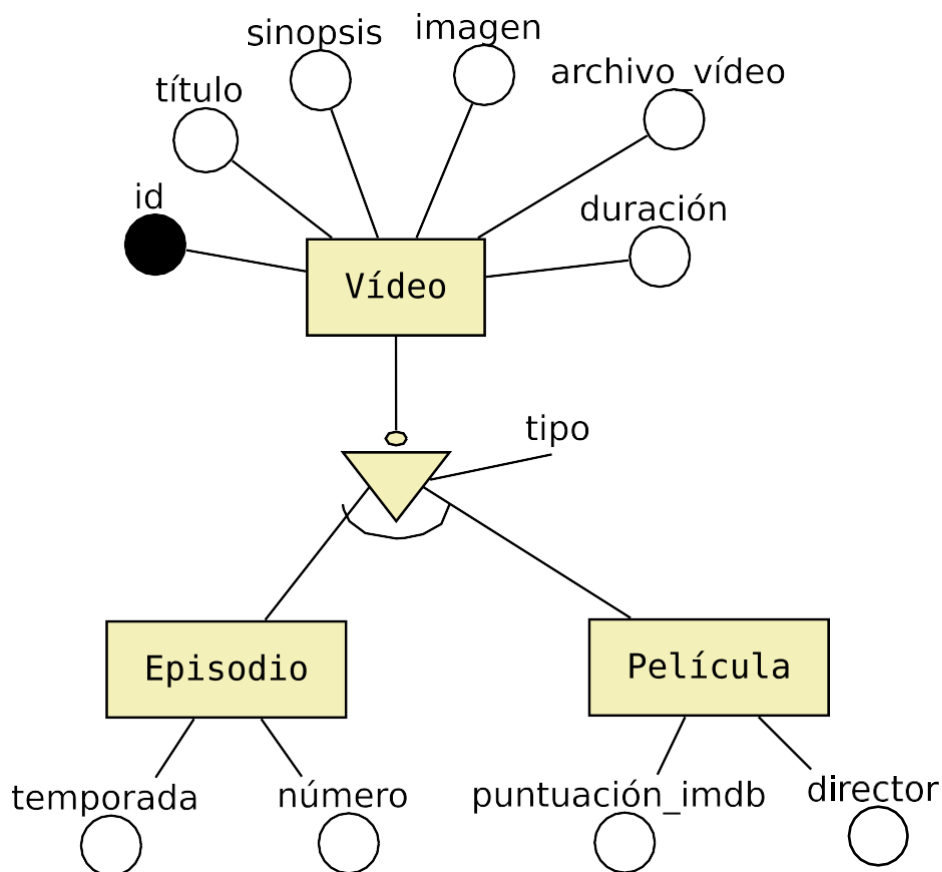 sinopsis
imagen
archivo_vídeo
título
id
duración
Vídeo
tipo
Episodio
Película
temporada
número
puntuación_imdb
director